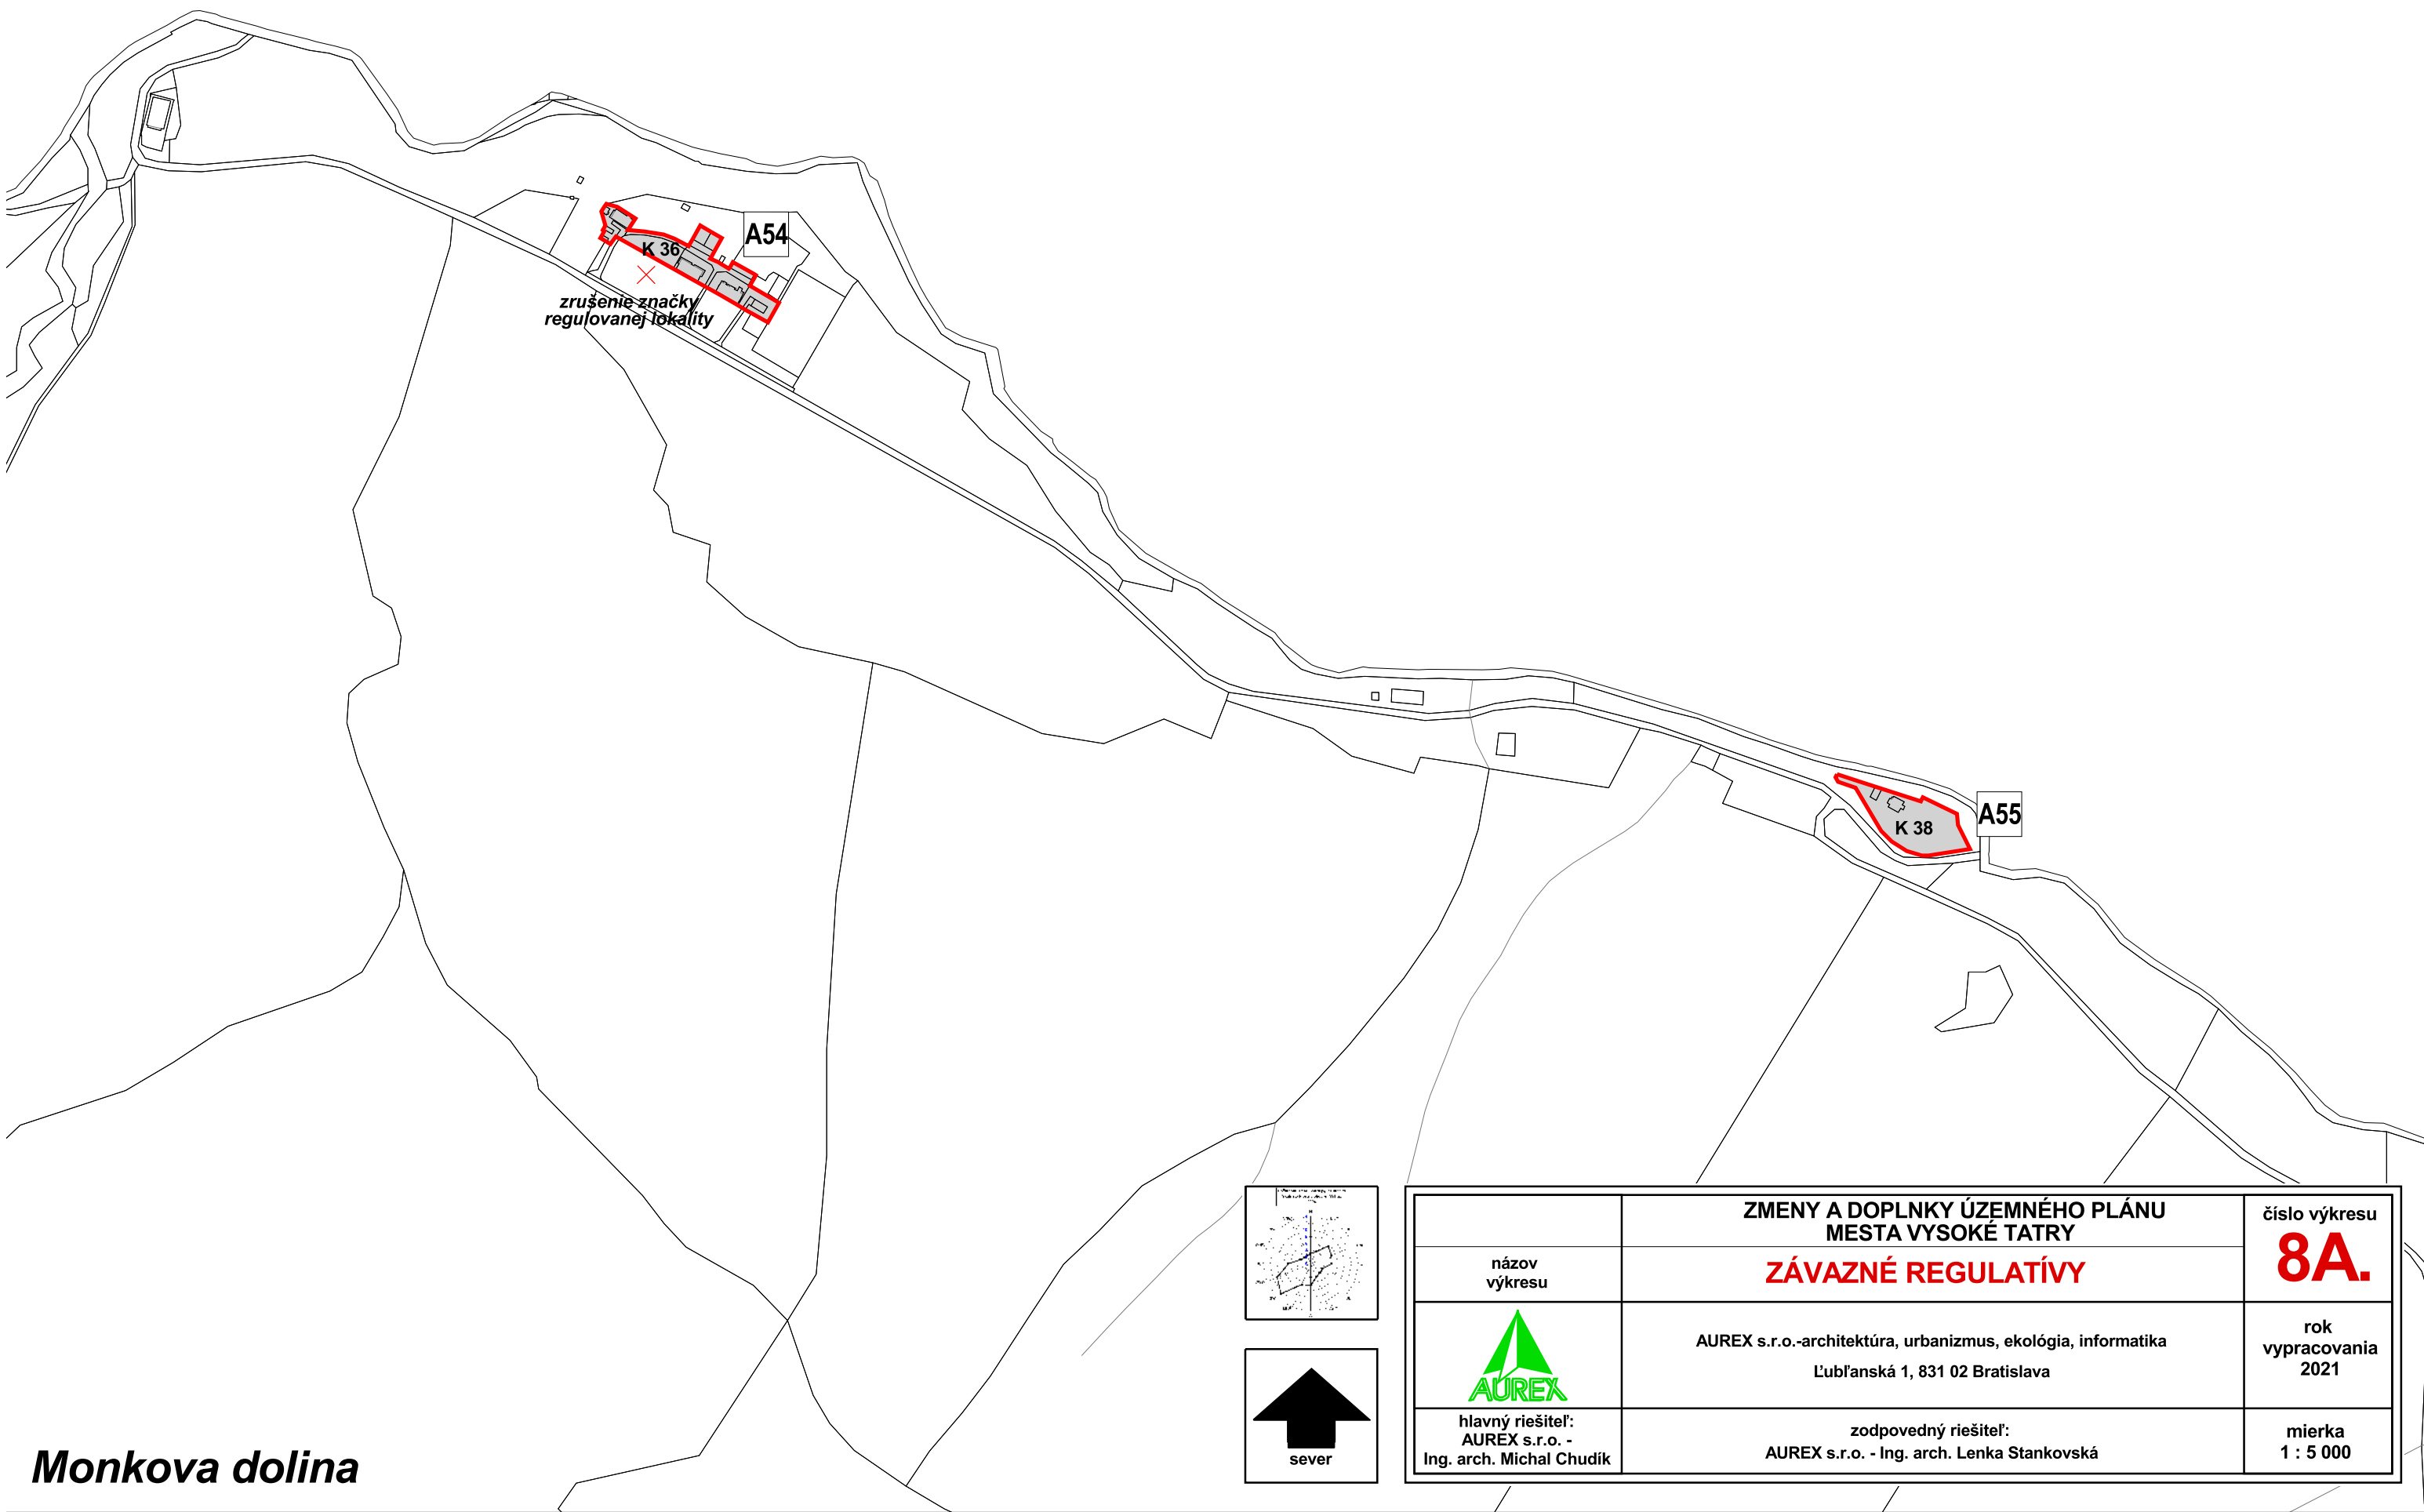 A54
K 36
zrušenie značky
regulovanej lokality
A55
K 38
ZMENY A DOPLNKY ÚZEMNÉHO PLÁNU
MESTA VYSOKÉ TATRY
číslo výkresu
8A.
názov
výkresu
ZÁVAZNÉ REGULATÍVY
AUREX
AUREX s.r.o.-architektúra, urbanizmus, ekológia, informatika
Ľubľanská 1, 831 02 Bratislava
rok
vypracovania
2021
hlavný riešiteľ:
AUREX s.r.o. -
Ing. arch. Michal Chudík
zodpovedný riešiteľ:
AUREX s.r.o. - Ing. arch. Lenka Stankovská
mierka
1 : 5 000
sever
Monkova dolina